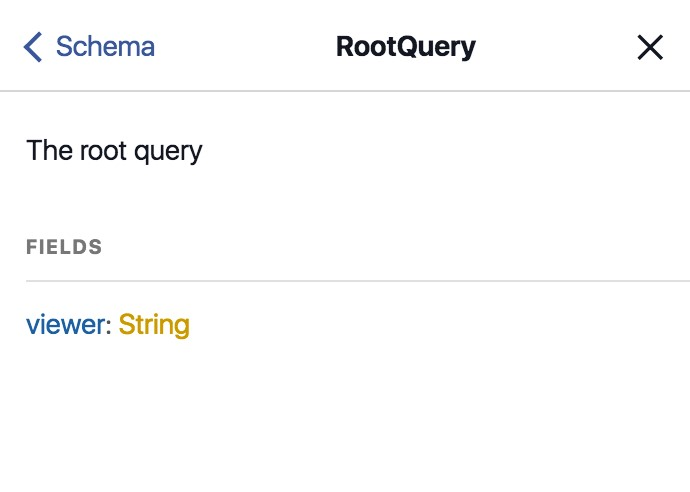 Schema RootQuery
The root query
FIELDS
viewer: String